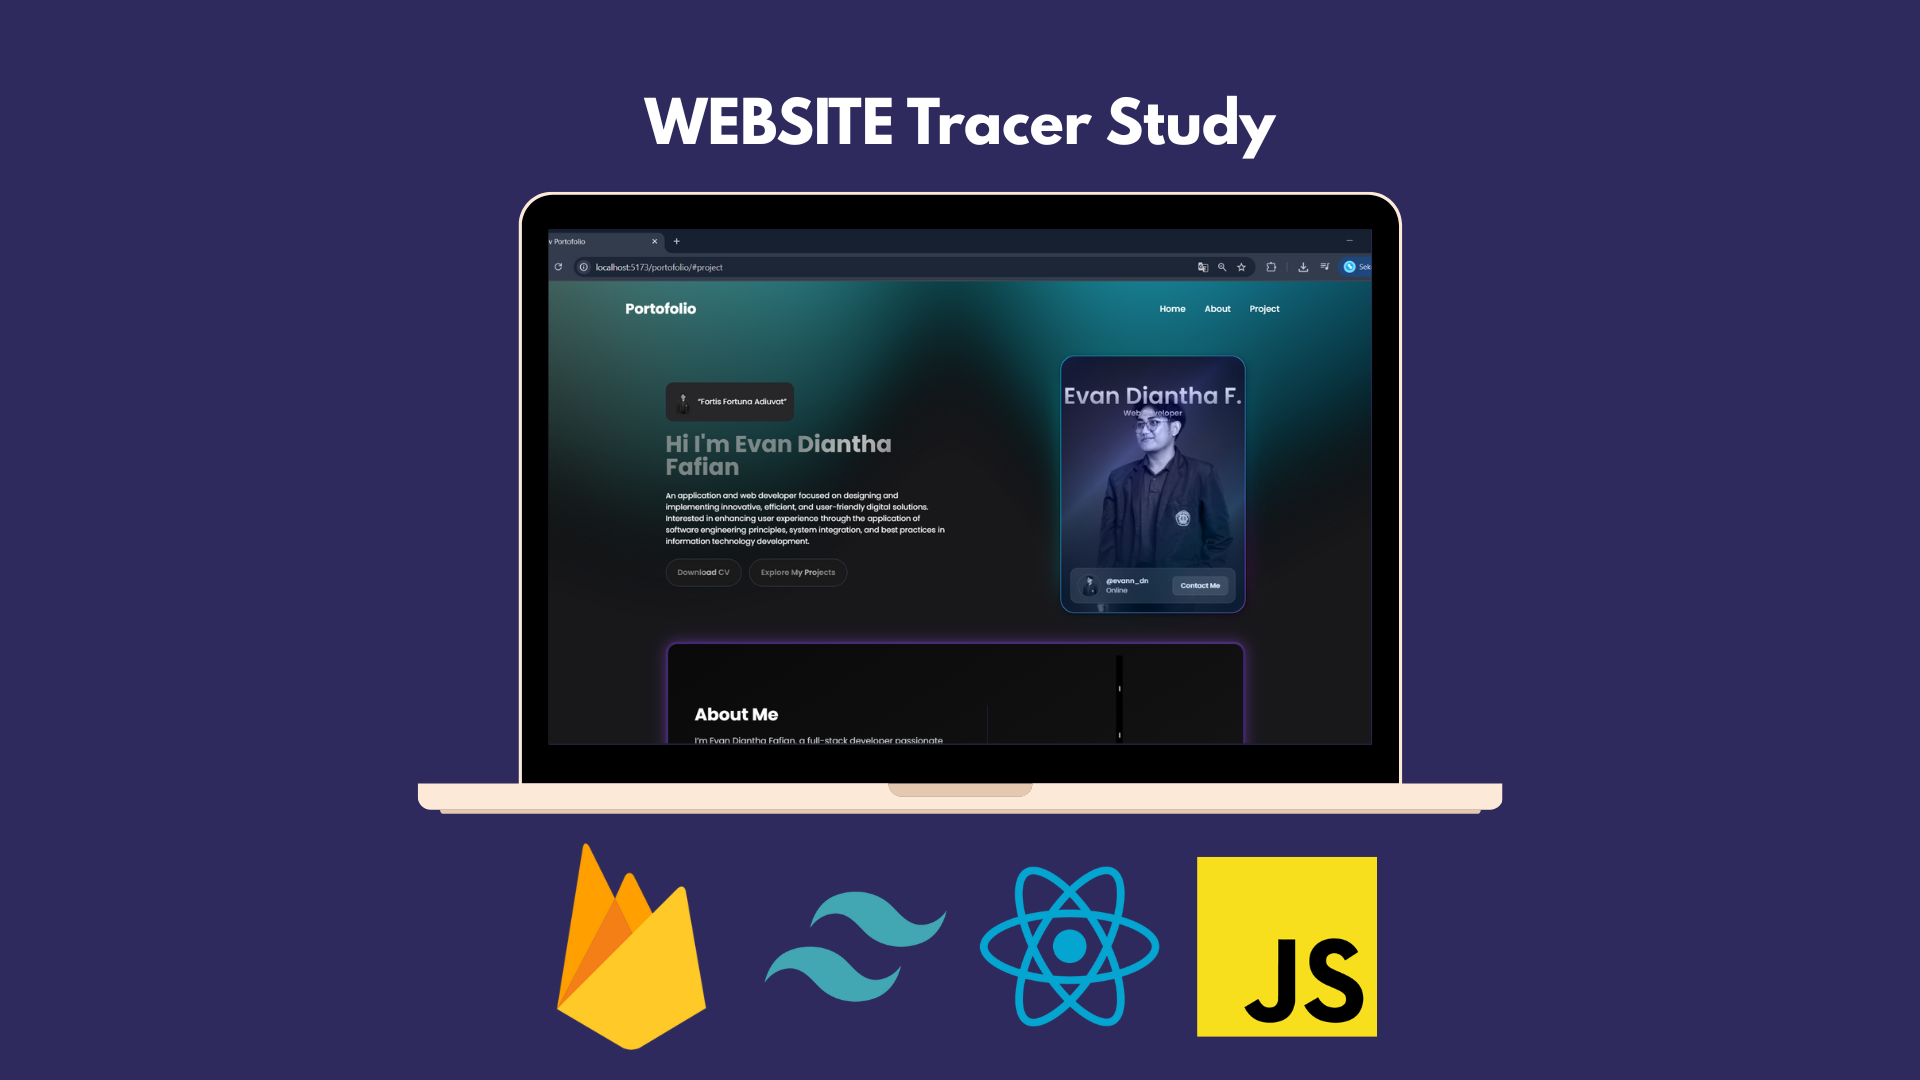 WEBSITE Tracer Study
Portofolio
localhost:5173/portofolio/#project
Sek
Portofolio
Home About Project
"Fortis Fortuna Adiuvat"
Hi I'm Evan Diantha
Fafian
An application and web developer focused on designing and
implementing innovative, efficient, and user-friendly digital solutions.
Interested in enhancing user experience through the application of
software engineering principles, system integration, and best practices in
information technology development.
Download CV
Explore My Projects
Evan Diantha F.
Web Developer
@evann_dn
Online
Contact Me
About Me
I'm Evan Diantha Fafian, a full-stack developer passionate
JS